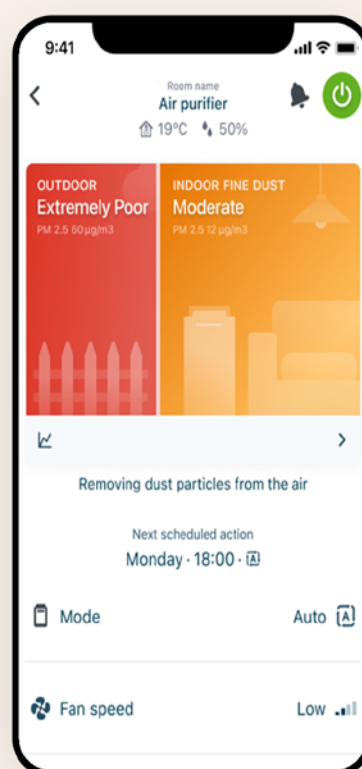 9:41
Room name
Air purifier
19°C 50%
OUTDOOR
Extremely Poor
PM 2.5 60 µg/m3
INDOOR FINE DUST
Moderate
PM 2.5 12 µg/m3
Removing dust particles from the air
Next scheduled action
Monday · 18:00 · A
Mode
Auto A
Fan speed
Low